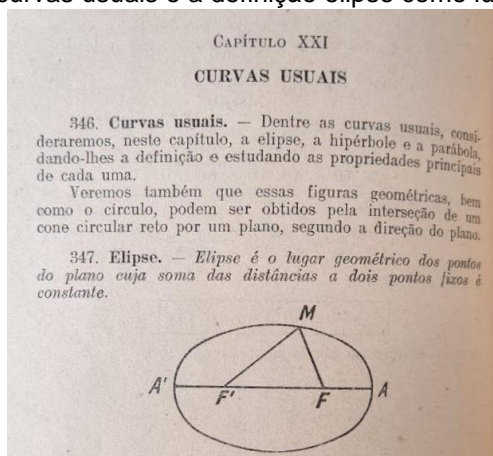 CAPÍTULO XXI
CURVAS USUAIS
346. Curvas usuais. — Dentre as curvas usuais, consi-
deraremos, neste capítulo, a elipse, a hipérbole e a parábola,
dando-lhes a definição e estudando as propriedades principais
de cada uma.
Veremos também que essas figuras geométricas, bem
como o círculo, podem ser obtidos pela interseção de um
cone circular reto por um plano, segundo a direção do plano.
347. Elipse. — Elipse é o lugar geométrico dos pontos
do plano cuja soma das distâncias a dois pontos fixos é
constante.
M
A' F' F A